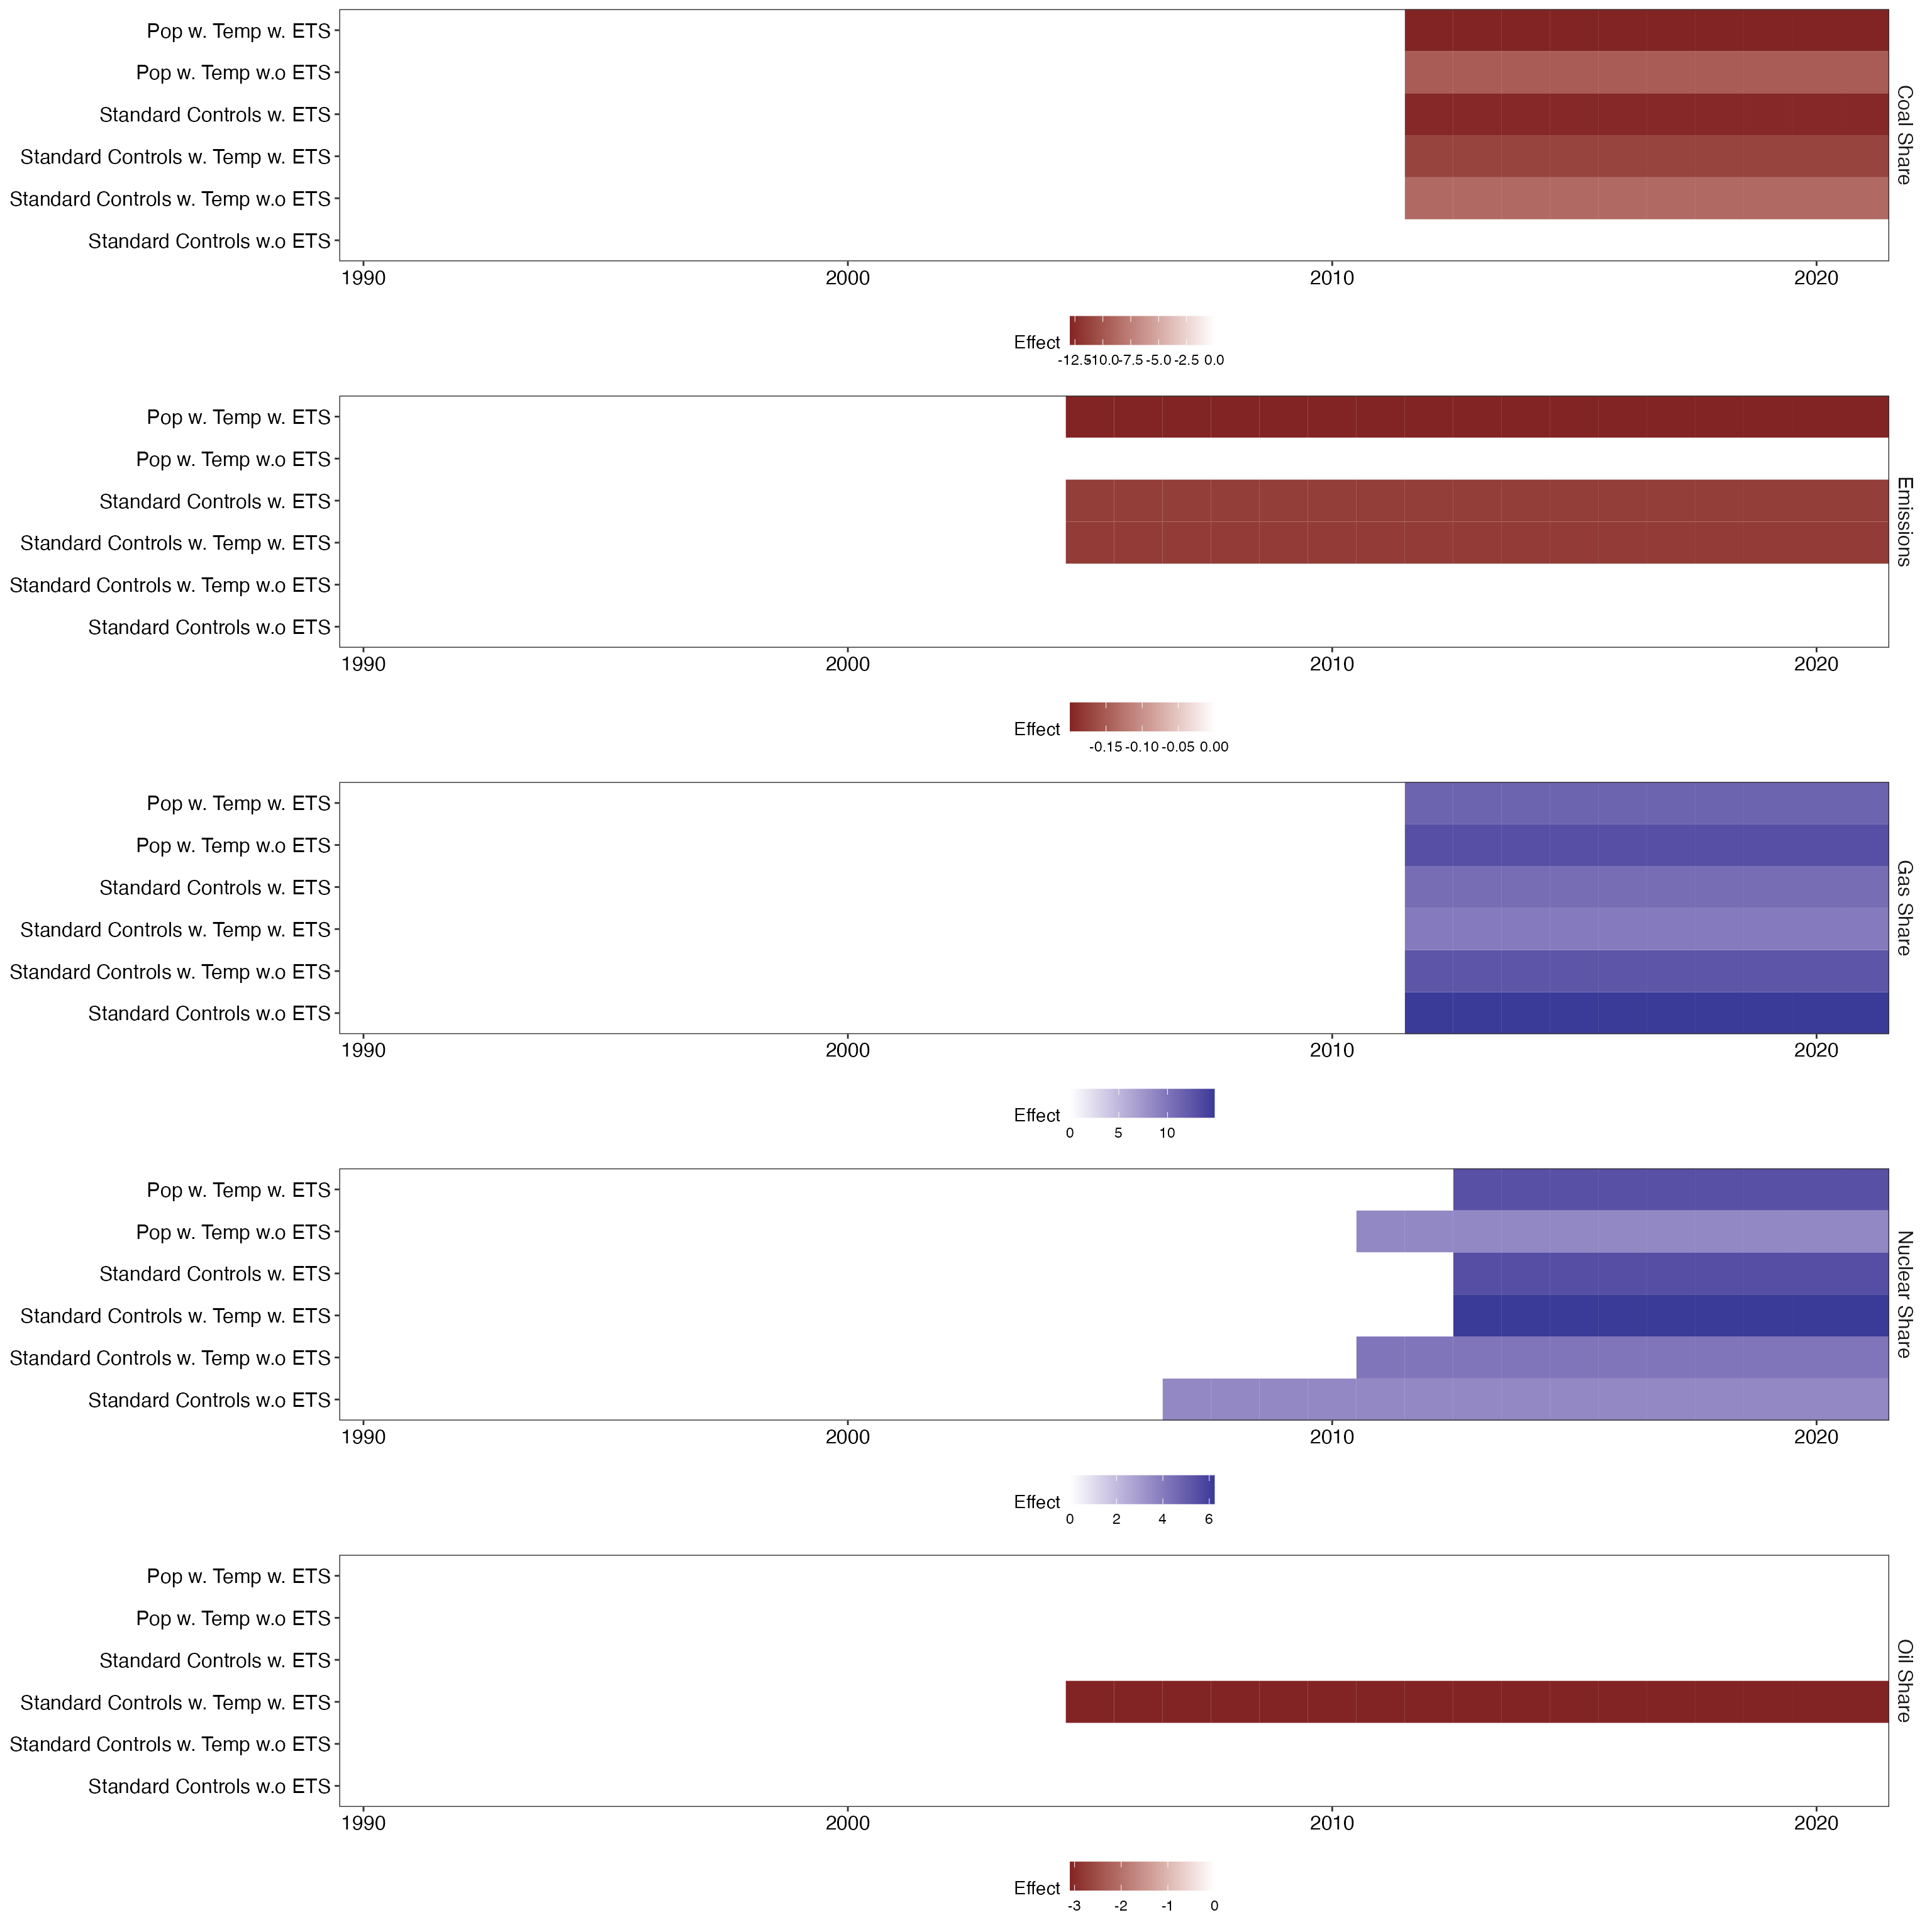 Pop w. Temp w. ETS
Pop w. Temp w.o ETS
Standard Controls w. ETS
Standard Controls w. Temp w. ETS
Standard Controls w. Temp w.o ETS
Standard Controls w.o ETS
Coal Share
1990 2000 2010 2020
Effect
-12.5 -10.0 -7.5 -5.0 -2.5 0.0
Pop w. Temp w. ETS
Pop w. Temp w.o ETS
Standard Controls w. ETS
Standard Controls w. Temp w. ETS
Standard Controls w. Temp w.o ETS
Standard Controls w.o ETS
Emissions
1990 2000 2010 2020
Effect
-0.15 -0.10 -0.05 0.00
Pop w. Temp w. ETS
Pop w. Temp w.o ETS
Standard Controls w. ETS
Standard Controls w. Temp w. ETS
Standard Controls w. Temp w.o ETS
Standard Controls w.o ETS
Gas Share
1990 2000 2010 2020
Effect
0 5 10
Pop w. Temp w. ETS
Pop w. Temp w.o ETS
Standard Controls w. ETS
Standard Controls w. Temp w. ETS
Standard Controls w. Temp w.o ETS
Standard Controls w.o ETS
Nuclear Share
1990 2000 2010 2020
Effect
0 2 4 6
Pop w. Temp w. ETS
Pop w. Temp w.o ETS
Standard Controls w. ETS
Standard Controls w. Temp w. ETS
Standard Controls w. Temp w.o ETS
Standard Controls w.o ETS
Oil Share
1990 2000 2010 2020
Effect
-3 -2 -1 0